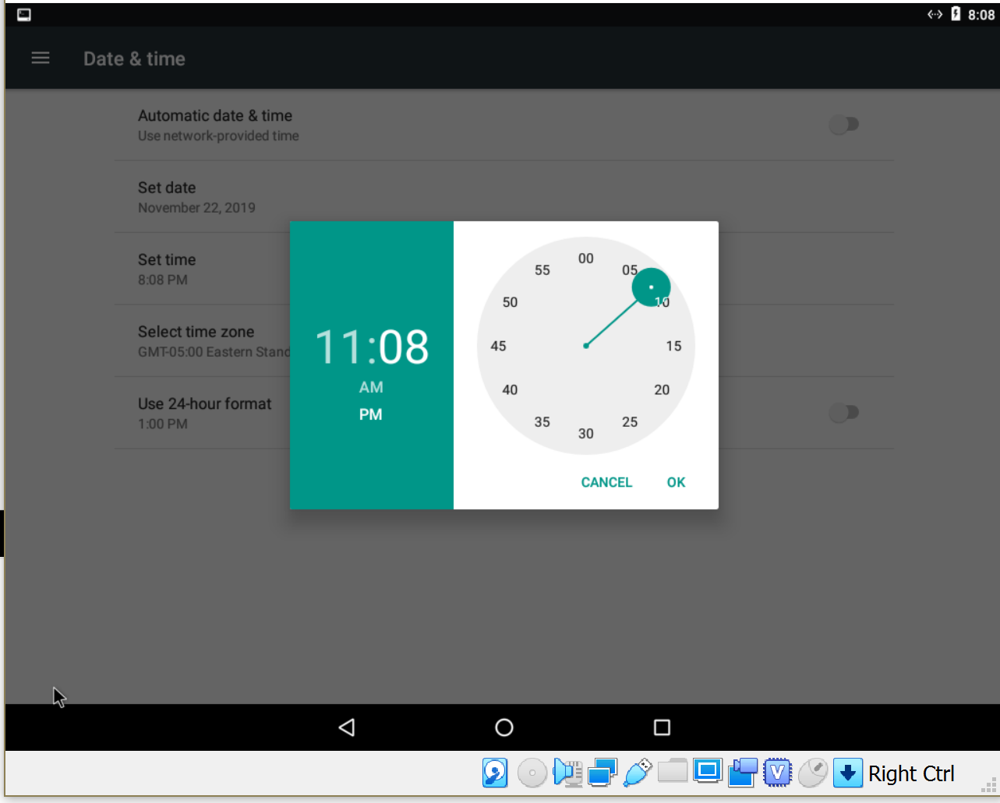 8:08
Date & time
Automatic date & time
Use network-provided time
Set date
November 22, 2019
Set time
8:08 PM
Select time zone
GMT-05:00 Eastern Stand
Use 24-hour format
1:00 PM
11:08
AM
PM
00
05
10
15
20
25
30
35
40
45
50
55
CANCEL
OK
V
Right Ctrl